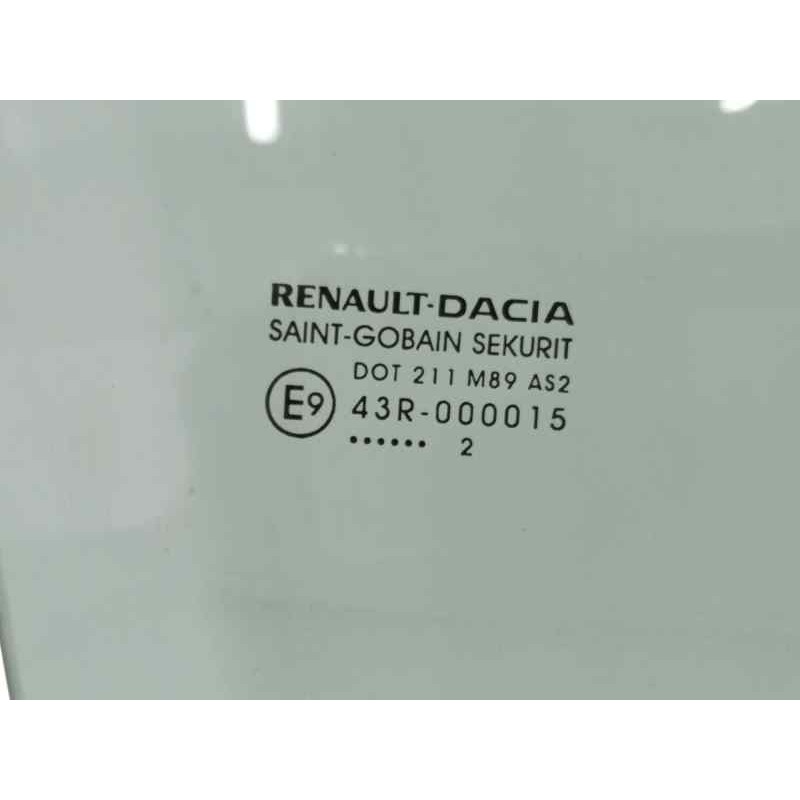 RENAULT-DACIA
SAINT-GOBAIN SEKURIT
DOT 211 M89 AS2
E9 43R-000015
•••••• 2